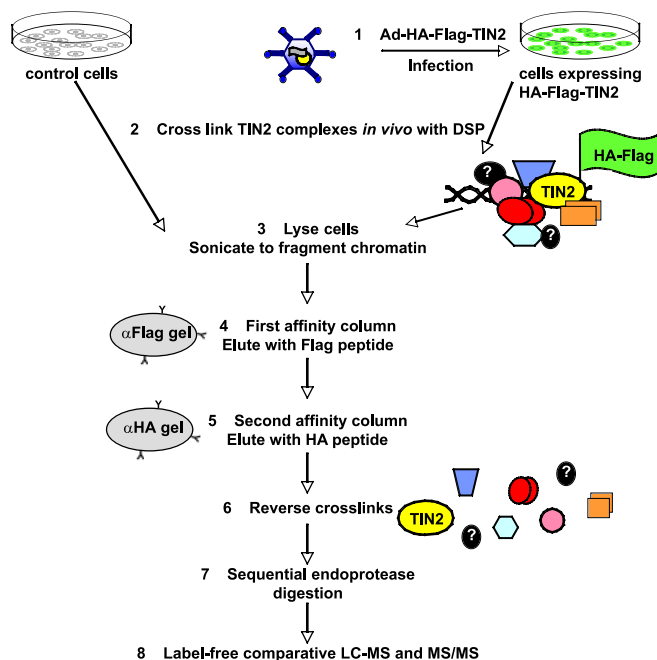 1 Ad-HA-Flag-TIN2
Infection
control cells
cells expressing
HA-Flag-TIN2
2 Cross link TIN2 complexes in vivo with DSP
HA-Flag
?
TIN2
?
3 Lyse cells
Sonicate to fragment chromatin
αFlag gel
4 First affinity column
Elute with Flag peptide
αHA gel
5 Second affinity column
Elute with HA peptide
?
6 Reverse crosslinks
TIN2
?
7 Sequential endoprotease
digestion
8 Label-free comparative LC-MS and MS/MS